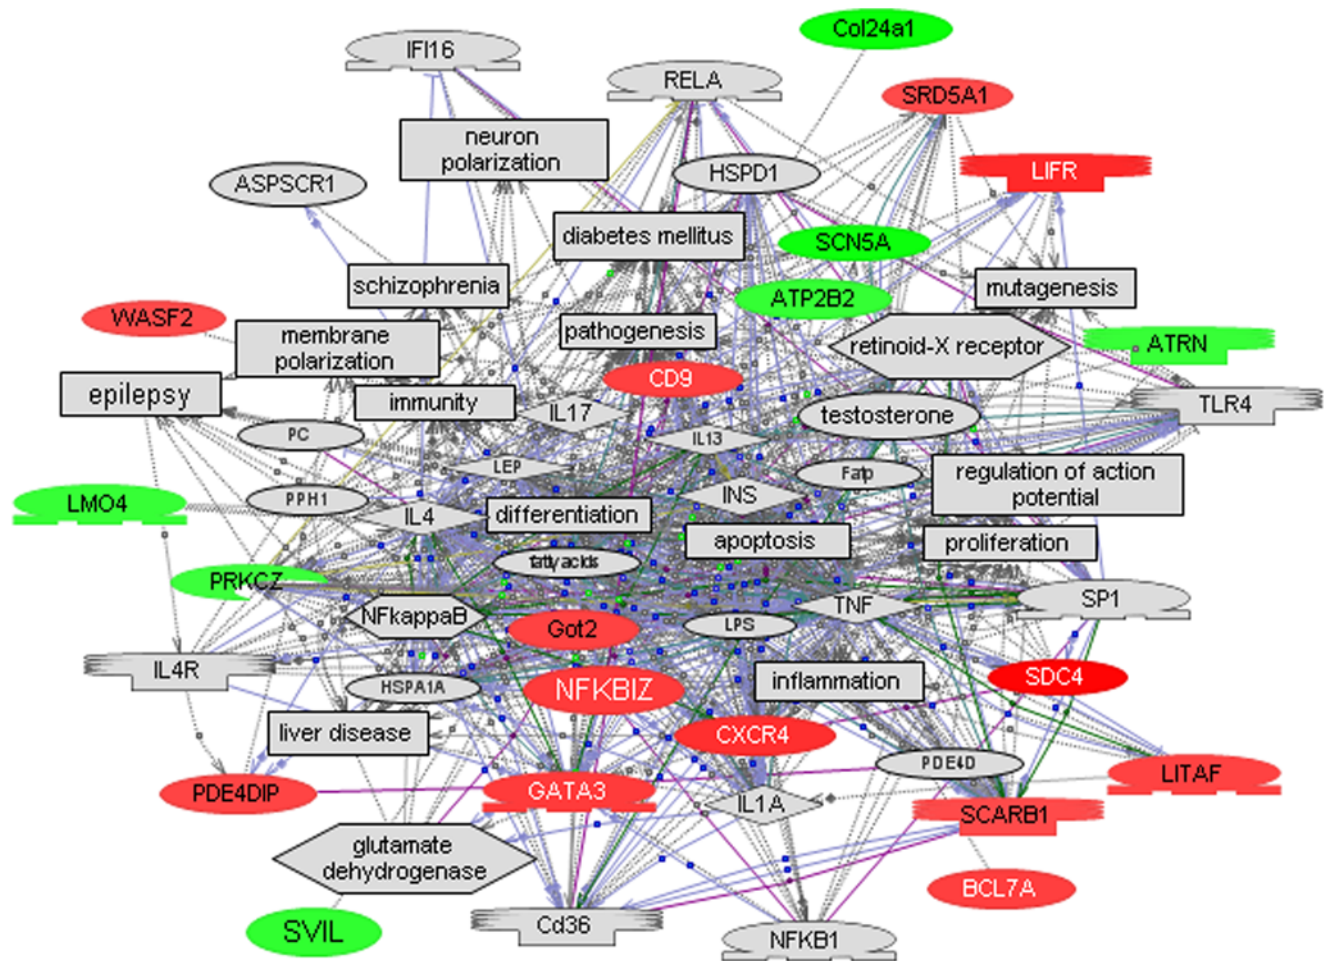 Col24a1
IFI16
RELA
SRD5A1
neuron
polarization
HSPD1
LIFR
ASPSCR1
diabetes mellitus
SCN5A
schizophrenia
mutagenesis
ATP2B2
WASF2
pathogenesis
membrane
polarization
retinoid-X receptor
ATRN
CD9
epilepsy
immunity
TLR4
IL17
testosterone
PC
IL13
LEP
Fatp
regulation of action
potential
INS
PPH1
LMO4
IL4
differentiation
apoptosis
proliferation
fatty acids
PRKCZ
SP1
TNF
NFkappaB
Got2
LPS
IL4R
SDC4
inflammation
HSPA1A
NFKBIZ
liver disease
CXCR4
PDE4D
LITAF
PDE4DIP
GATA3
IL1A
SCARB1
glutamate
dehydrogenase
BCL7A
SVIL
Cd36
NFKB1